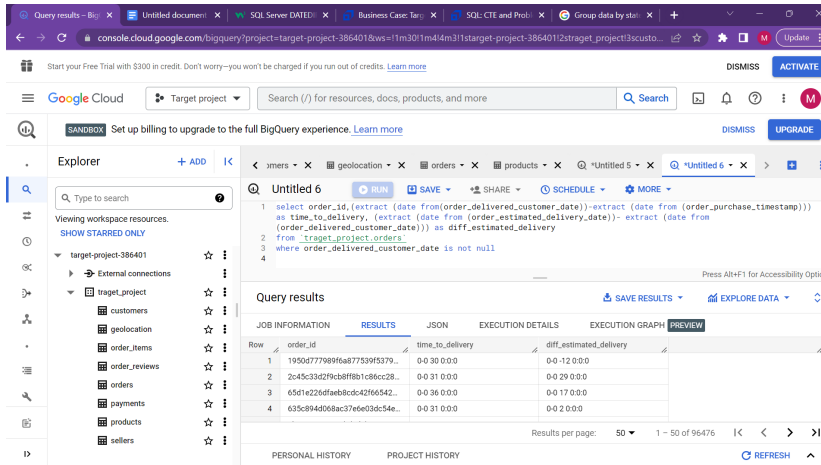 Query results – Big
Untitled document
SQL Server DATEDI
Business Case: Targ
SQL: CTE and Probl
Group data by state
console.cloud.google.com/bigquery?project=target-project-386401&ws=!1m30!1m4!4m3!1starget-project-386401!2straget_project!3scusto...
M
Update
Start your Free Trial with $300 in credit. Don't worry—you won't be charged if you run out of credits. Learn more
DISMISS
ACTIVATE
Google Cloud
Target project
Search (/) for resources, docs, products, and more
Search
M
SANDBOX Set up billing to upgrade to the full BigQuery experience. Learn more
DISMISS
UPGRADE
Explorer
+ ADD
omers
geolocation
orders
products
*Untitled 5
*Untitled 6
Type to search
Viewing workspace resources.
SHOW STARRED ONLY
target-project-386401
External connections
traget_project
customers
geolocation
order_items
order_reviews
orders
payments
products
sellers
Untitled 6
RUN
SAVE
SHARE
SCHEDULE
MORE
1 select order_id,(extract (date from(order_delivered_customer_date))-extract (date from (order_purchase_timestamp)))
as time_to_delivery, (extract (date from (order_estimated_delivery_date))- extract (date from
(order_delivered_customer_date))) as diff_estimated_delivery
2 from `traget_project.orders`
3 where order_delivered_customer_date is not null
4
Press Alt+F1 for Accessibility Optio
Query results
SAVE RESULTS
EXPLORE DATA
JOB INFORMATION
RESULTS
JSON
EXECUTION DETAILS
EXECUTION GRAPH PREVIEW
Row order_id time_to_delivery diff_estimated_delivery
1 1950d777989f6a877539f5379... 0-0 30 0:0:0 0-0 -12 0:0:0
2 2c45c33d2f9cb8ff8b1c86cc28... 0-0 31 0:0:0 0-0 29 0:0:0
3 65d1e226dfaeb8cdc42f66542... 0-0 36 0:0:0 0-0 17 0:0:0
4 635c894d068ac37e6e03dc54e... 0-0 31 0:0:0 0-0 2 0:0:0
Results per page: 50 1 – 50 of 96476
PERSONAL HISTORY
PROJECT HISTORY
REFRESH